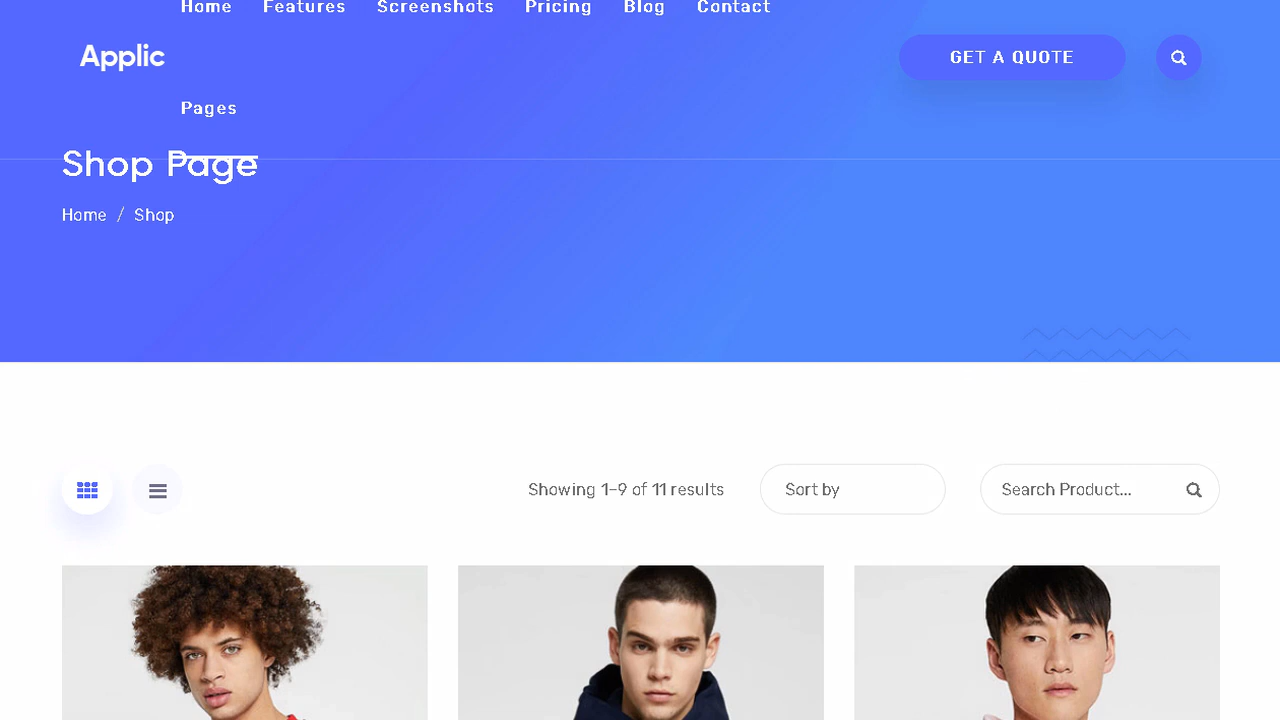 Home Features Screenshots Pricing Blog Contact
Applic
GET A QUOTE
Pages
Shop Page
Home / Shop
Showing 1–9 of 11 results
Sort by
Search Product...